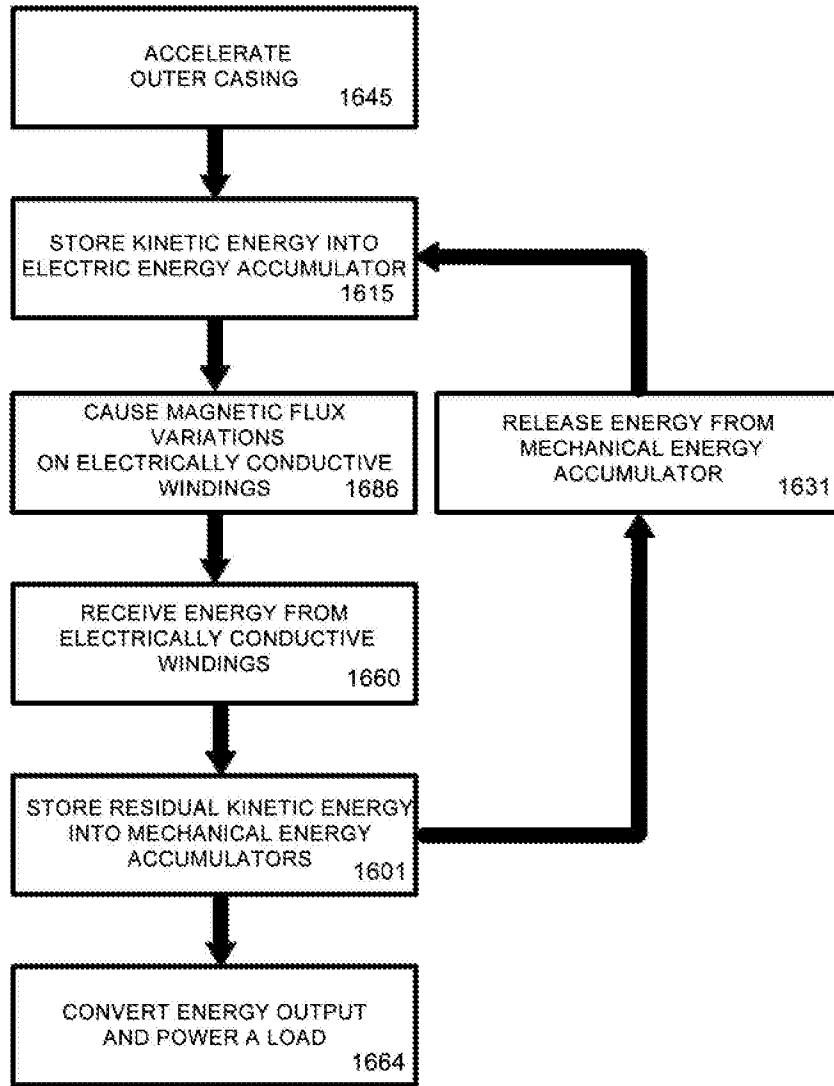 ACCELERATE
OUTER CASING
1645
STORE KINETIC ENERGY INTO
ELECTRIC ENERGY ACCUMULATOR
1615
CAUSE MAGNETIC FLUX
VARIATIONS
ON ELECTRICALLY CONDUCTIVE
WINDINGS
1686
RELEASE ENERGY FROM
MECHANICAL ENERGY
ACCUMULATOR
1631
RECEIVE ENERGY FROM
ELECTRICALLY CONDUCTIVE
WINDINGS
1660
STORE RESIDUAL KINETIC ENERGY
INTO MECHANICAL ENERGY
ACCUMULATORS
1601
CONVERT ENERGY OUTPUT
AND POWER A LOAD
1664